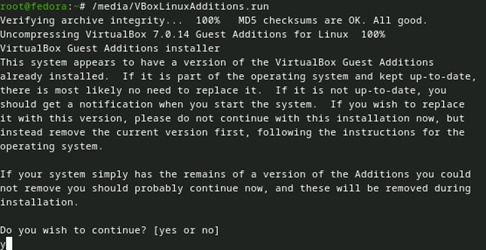 root@fedora:~# /media/VBoxLinuxAdditions.run
Verifying archive integrity...  100%   MD5 checksums are OK. All good.
Uncompressing VirtualBox 7.0.14 Guest Additions for Linux  100%
VirtualBox Guest Additions installer
This system appears to have a version of the VirtualBox Guest Additions
already installed.  If it is part of the operating system and kept up-to-date,
there is most likely no need to replace it.  If it is not up-to-date, you
should get a notification when you start the system.  If you wish to replace
it with this version, please do not continue with this installation now, but
instead remove the current version first, following the instructions for the
operating system.

If your system simply has the remains of a version of the Additions you could
not remove you should probably continue now, and these will be removed during
installation.

Do you wish to continue? [yes or no]
y